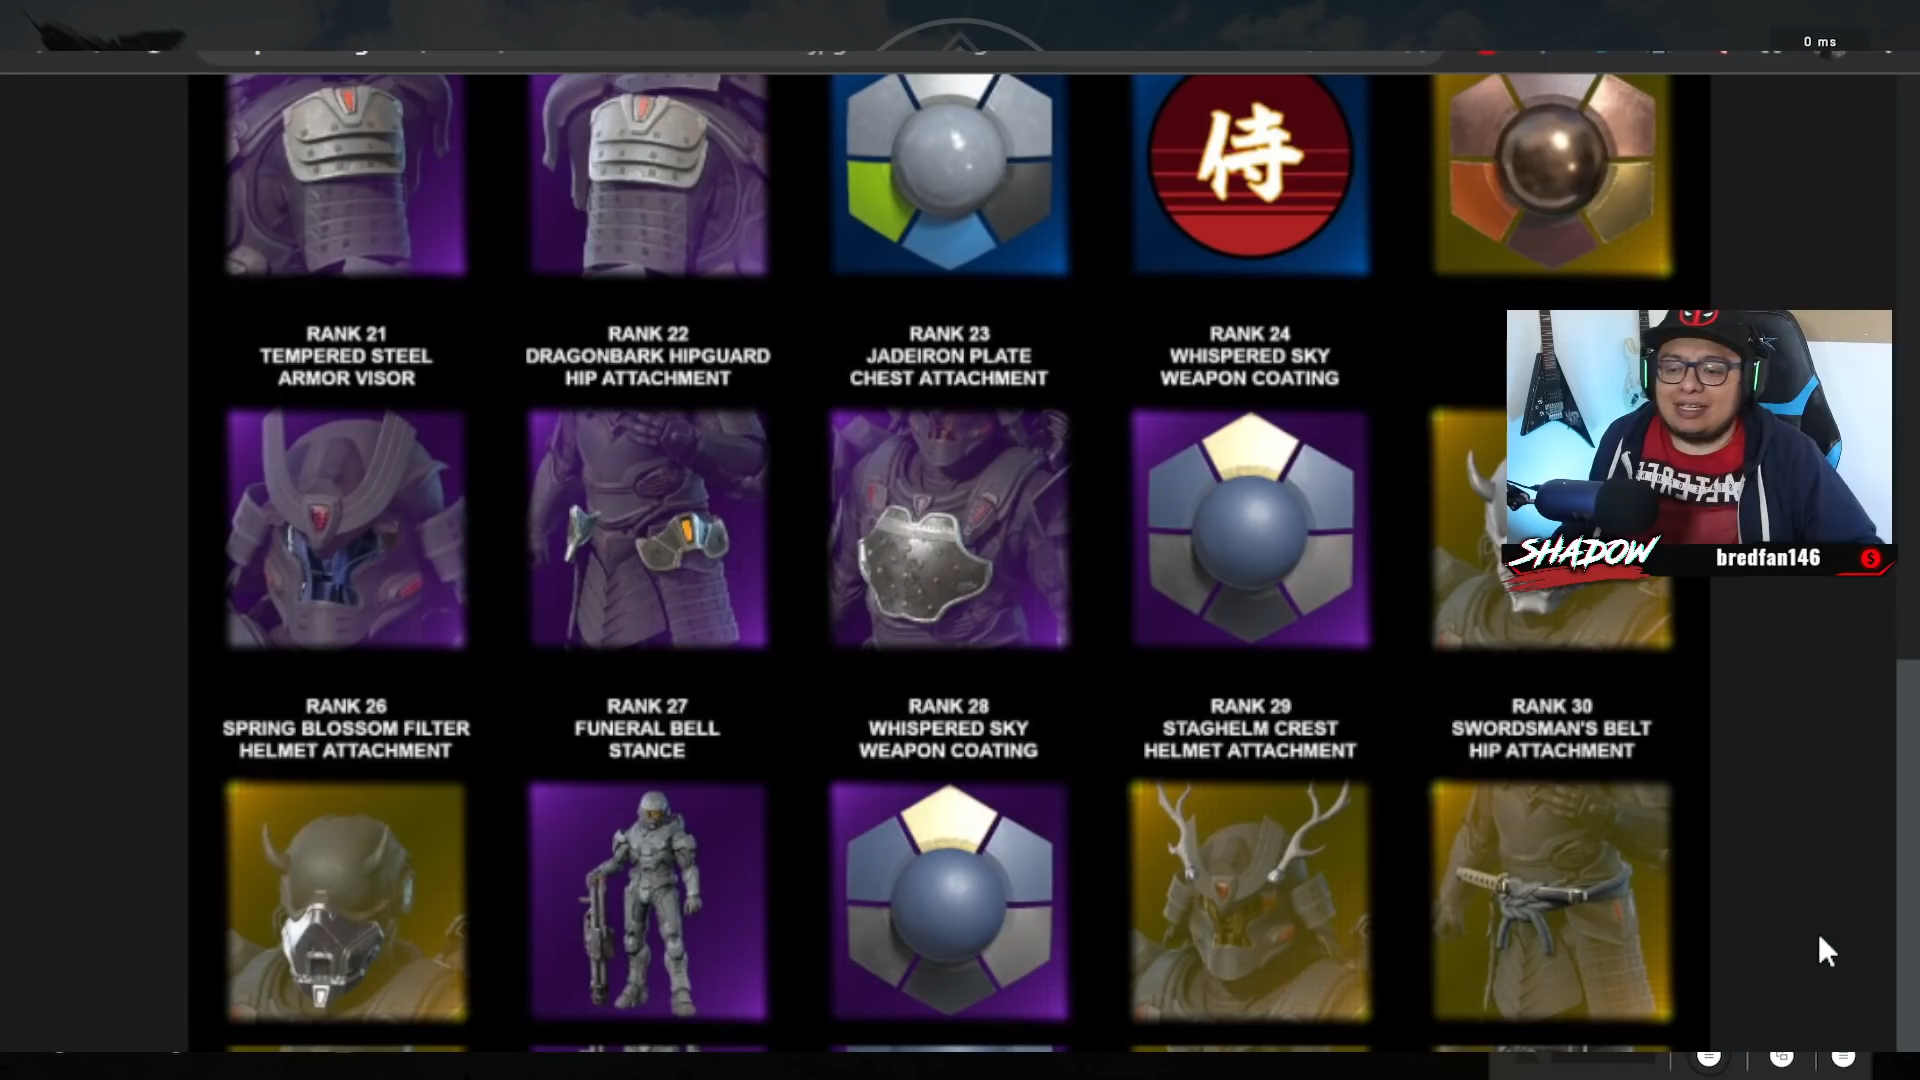 0 ms
侍
RANK 21
TEMPERED STEEL
ARMOR VISOR
RANK 22
DRAGONBARK HIPGUARD
HIP ATTACHMENT
RANK 23
JADEIRON PLATE
CHEST ATTACHMENT
RANK 24
WHISPERED SKY
WEAPON COATING
SHADOW
bredfan146
$
RANK 26
SPRING BLOSSOM FILTER
HELMET ATTACHMENT
RANK 27
FUNERAL BELL
STANCE
RANK 28
WHISPERED SKY
WEAPON COATING
RANK 29
STAGHELM CREST
HELMET ATTACHMENT
RANK 30
SWORDSMAN'S BELT
HIP ATTACHMENT